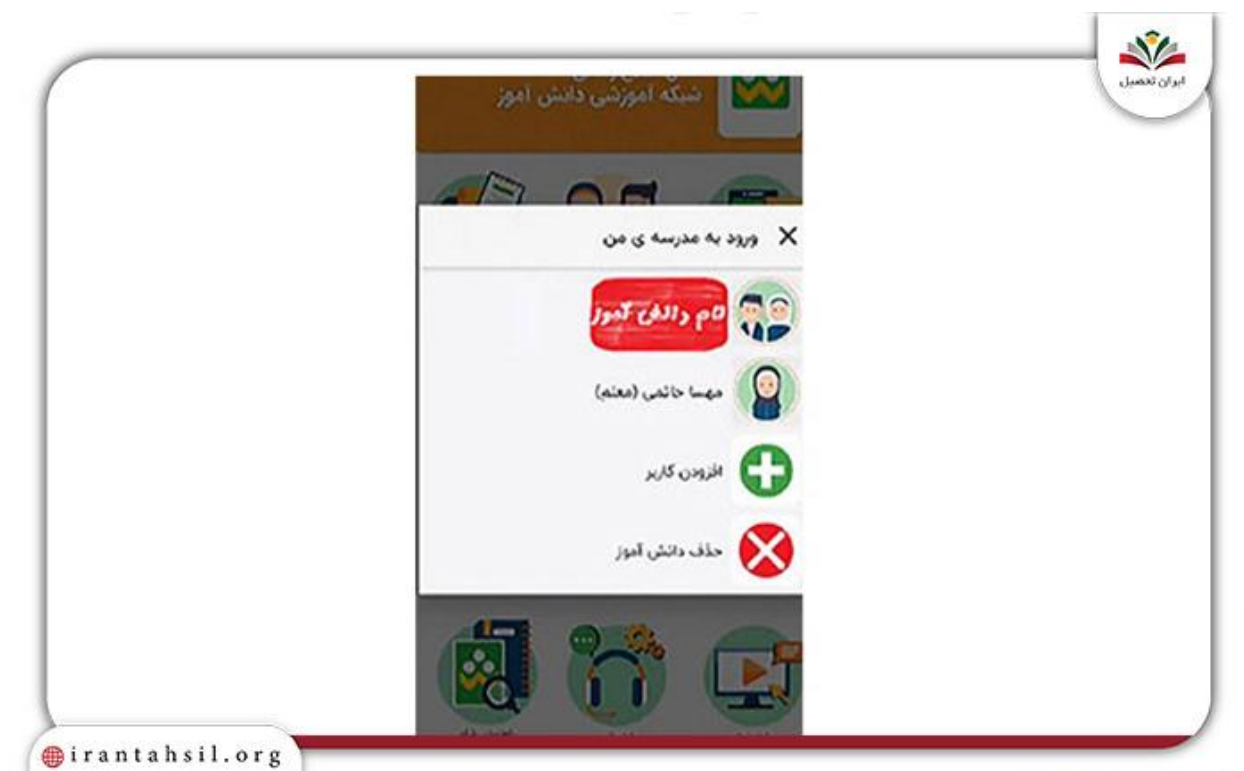 ایران تحصیل
شبکه آموزشی دانش آموز
ورود به مدرسه ی من
نام دانش آموز
مهسا حاتمی (معلم)
افزودن کاربر
حذف دانش آموز
irantahsil.org